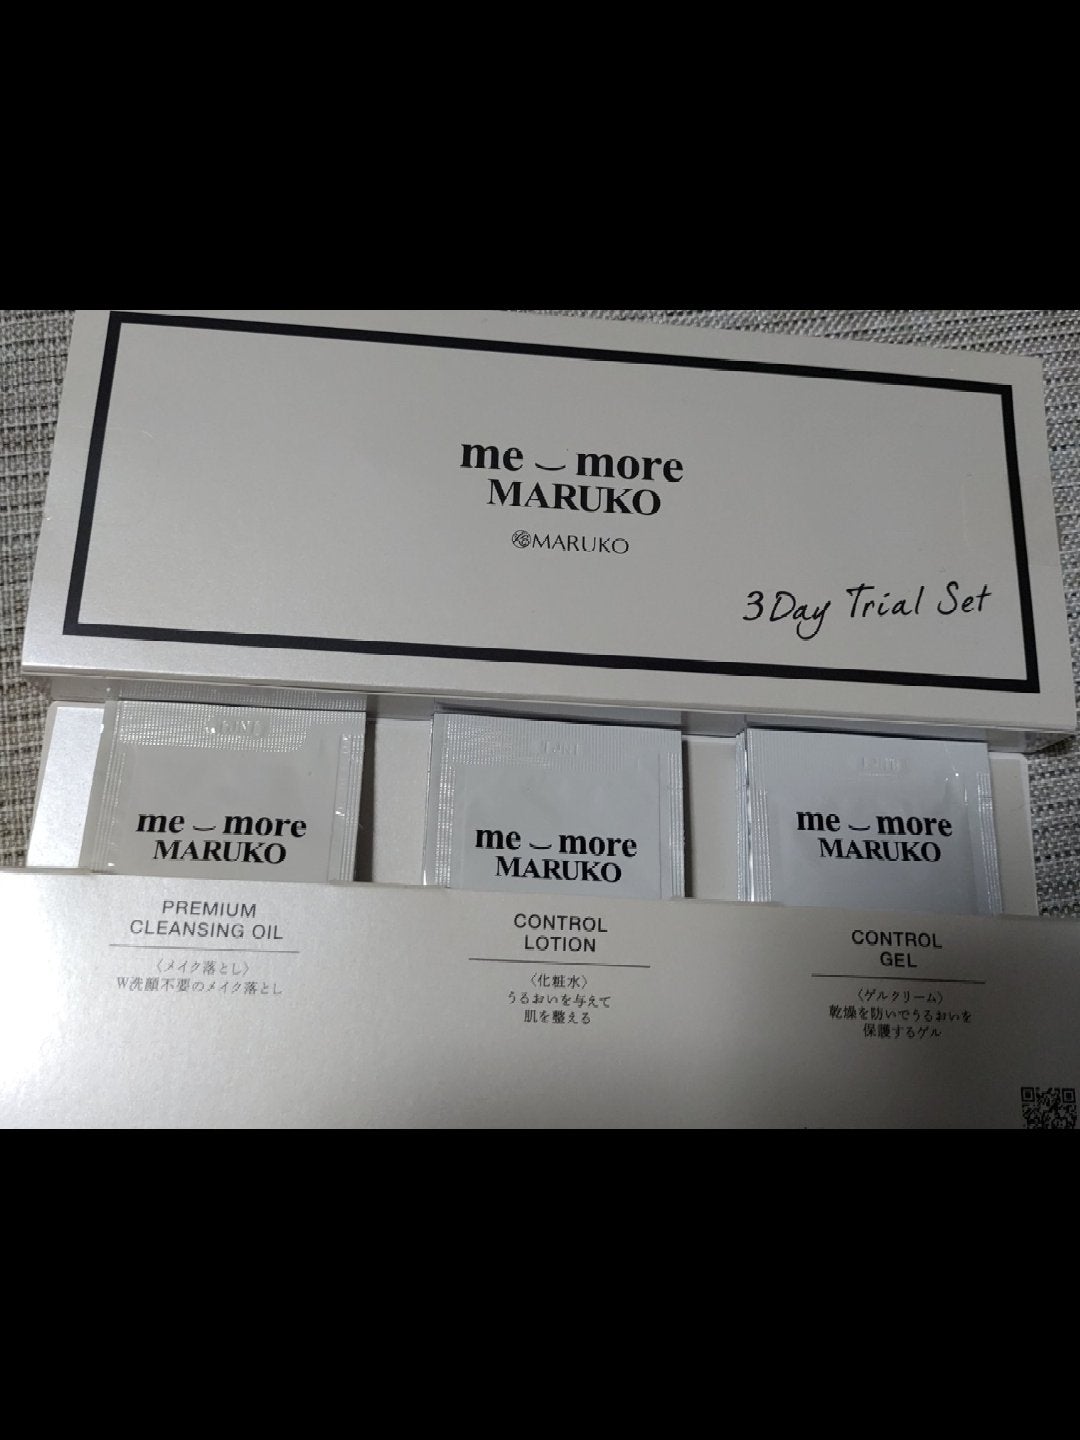 me more
MARUKO
MARUKO
3 Day Trial Set
me more
MARUKO
PREMIUM
CLEANSING OIL
〈メイク落とし〉
W洗顔不要のメイク落とし
me more
MARUKO
CONTROL
LOTION
〈化粧水〉
うるおいを与えて
肌を整える
me more
MARUKO
CONTROL
GEL
〈ゲルクリーム〉
乾燥を防いでうるおいを
保護するゲル